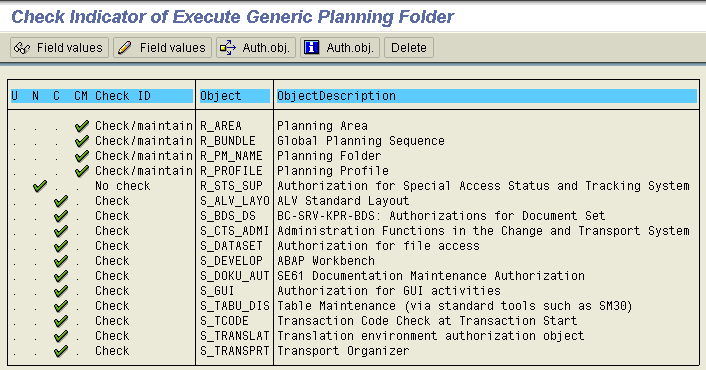 Check Indicator of Execute Generic Planning Folder
Field values Field values Auth.obj. Auth.obj. Delete
U N C CM Check ID Object ObjectDescription
. . . Check/maintain R_AREA Planning Area
. . . Check/maintain R_BUNDLE Global Planning Sequence
. . . Check/maintain R_PM_NAME Planning Folder
. . . Check/maintain R_PROFILE Planning Profile
. . . No check R_STS_SUP Authorization for Special Access Status and Tracking System
. . . Check S_ALV_LAYO ALV Standard Layout
. . . Check S_BDS_DS BC-SRV-KPR-BDS: Authorizations for Document Set
. . . Check S_CTS_ADMI Administration Functions in the Change and Transport System
. . . Check S_DATASET Authorization for file access
. . . Check S_DEVELOP ABAP Workbench
. . . Check S_DOKU_AUT SE61 Documentation Maintenance Authorization
. . . Check S_GUI Authorization for GUI activities
. . . Check S_TABU_DIS Table Maintenance (via standard tools such as SM30)
. . . Check S_TCODE Transaction Code Check at Transaction Start
. . . Check S_TRANSLAT Translation environment authorization object
. . . Check S_TRANSPRT Transport Organizer